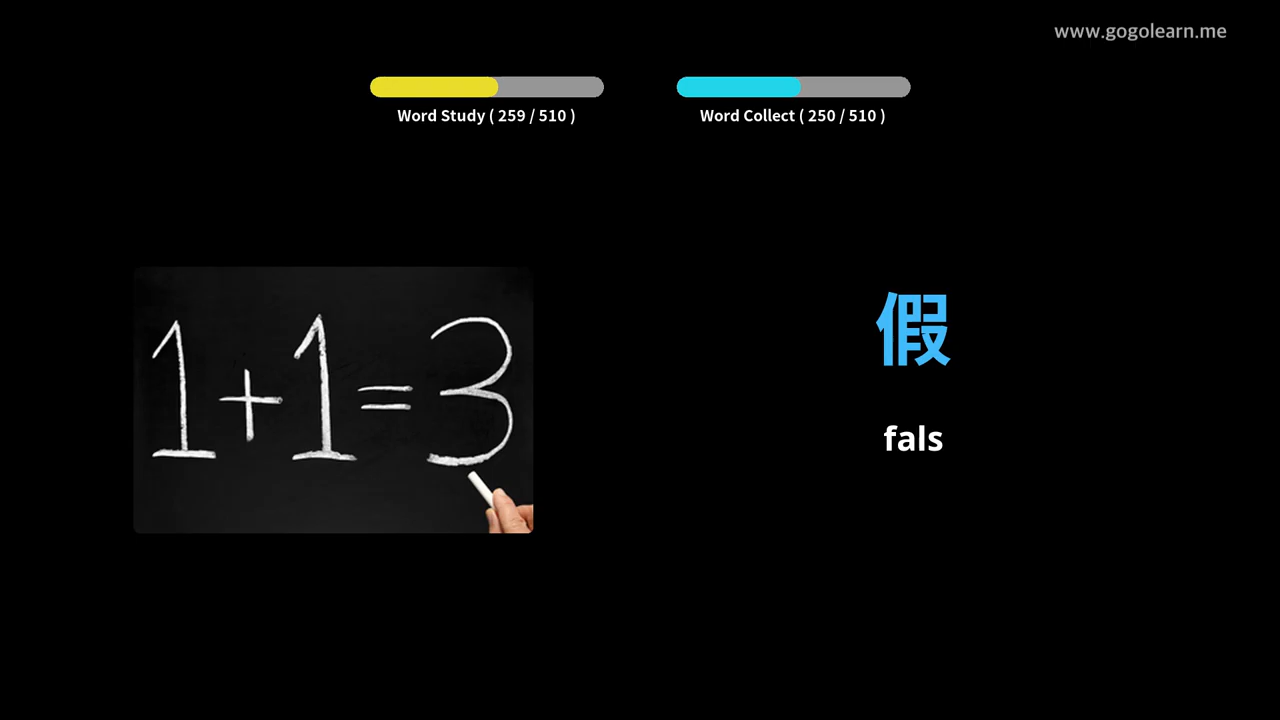 www.gogolearn.me
Word Study ( 259 / 510 )
Word Collect ( 250 / 510 )
1+1=3
假
fals